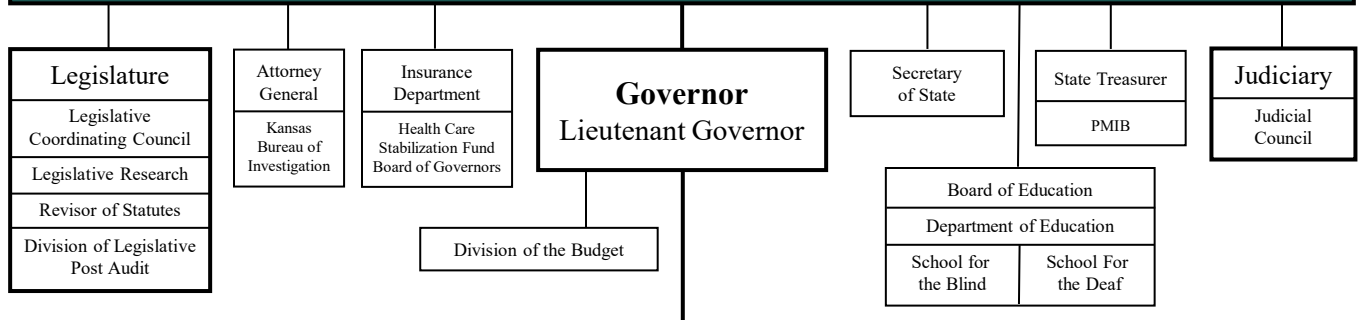 Legislature
Legislative
Coordinating Council
Legislative Research
Revisor of Statutes
Division of Legislative
Post Audit
Attorney
General
Kansas
Bureau of
Investigation
Insurance
Department
Health Care
Stabilization Fund
Board of Governors
Governor
Lieutenant Governor
Division of the Budget
Secretary
of State
Board of Education
Department of Education
School for
the Blind
School For
the Deaf
State Treasurer
PMIB
Judiciary
Judicial
Council